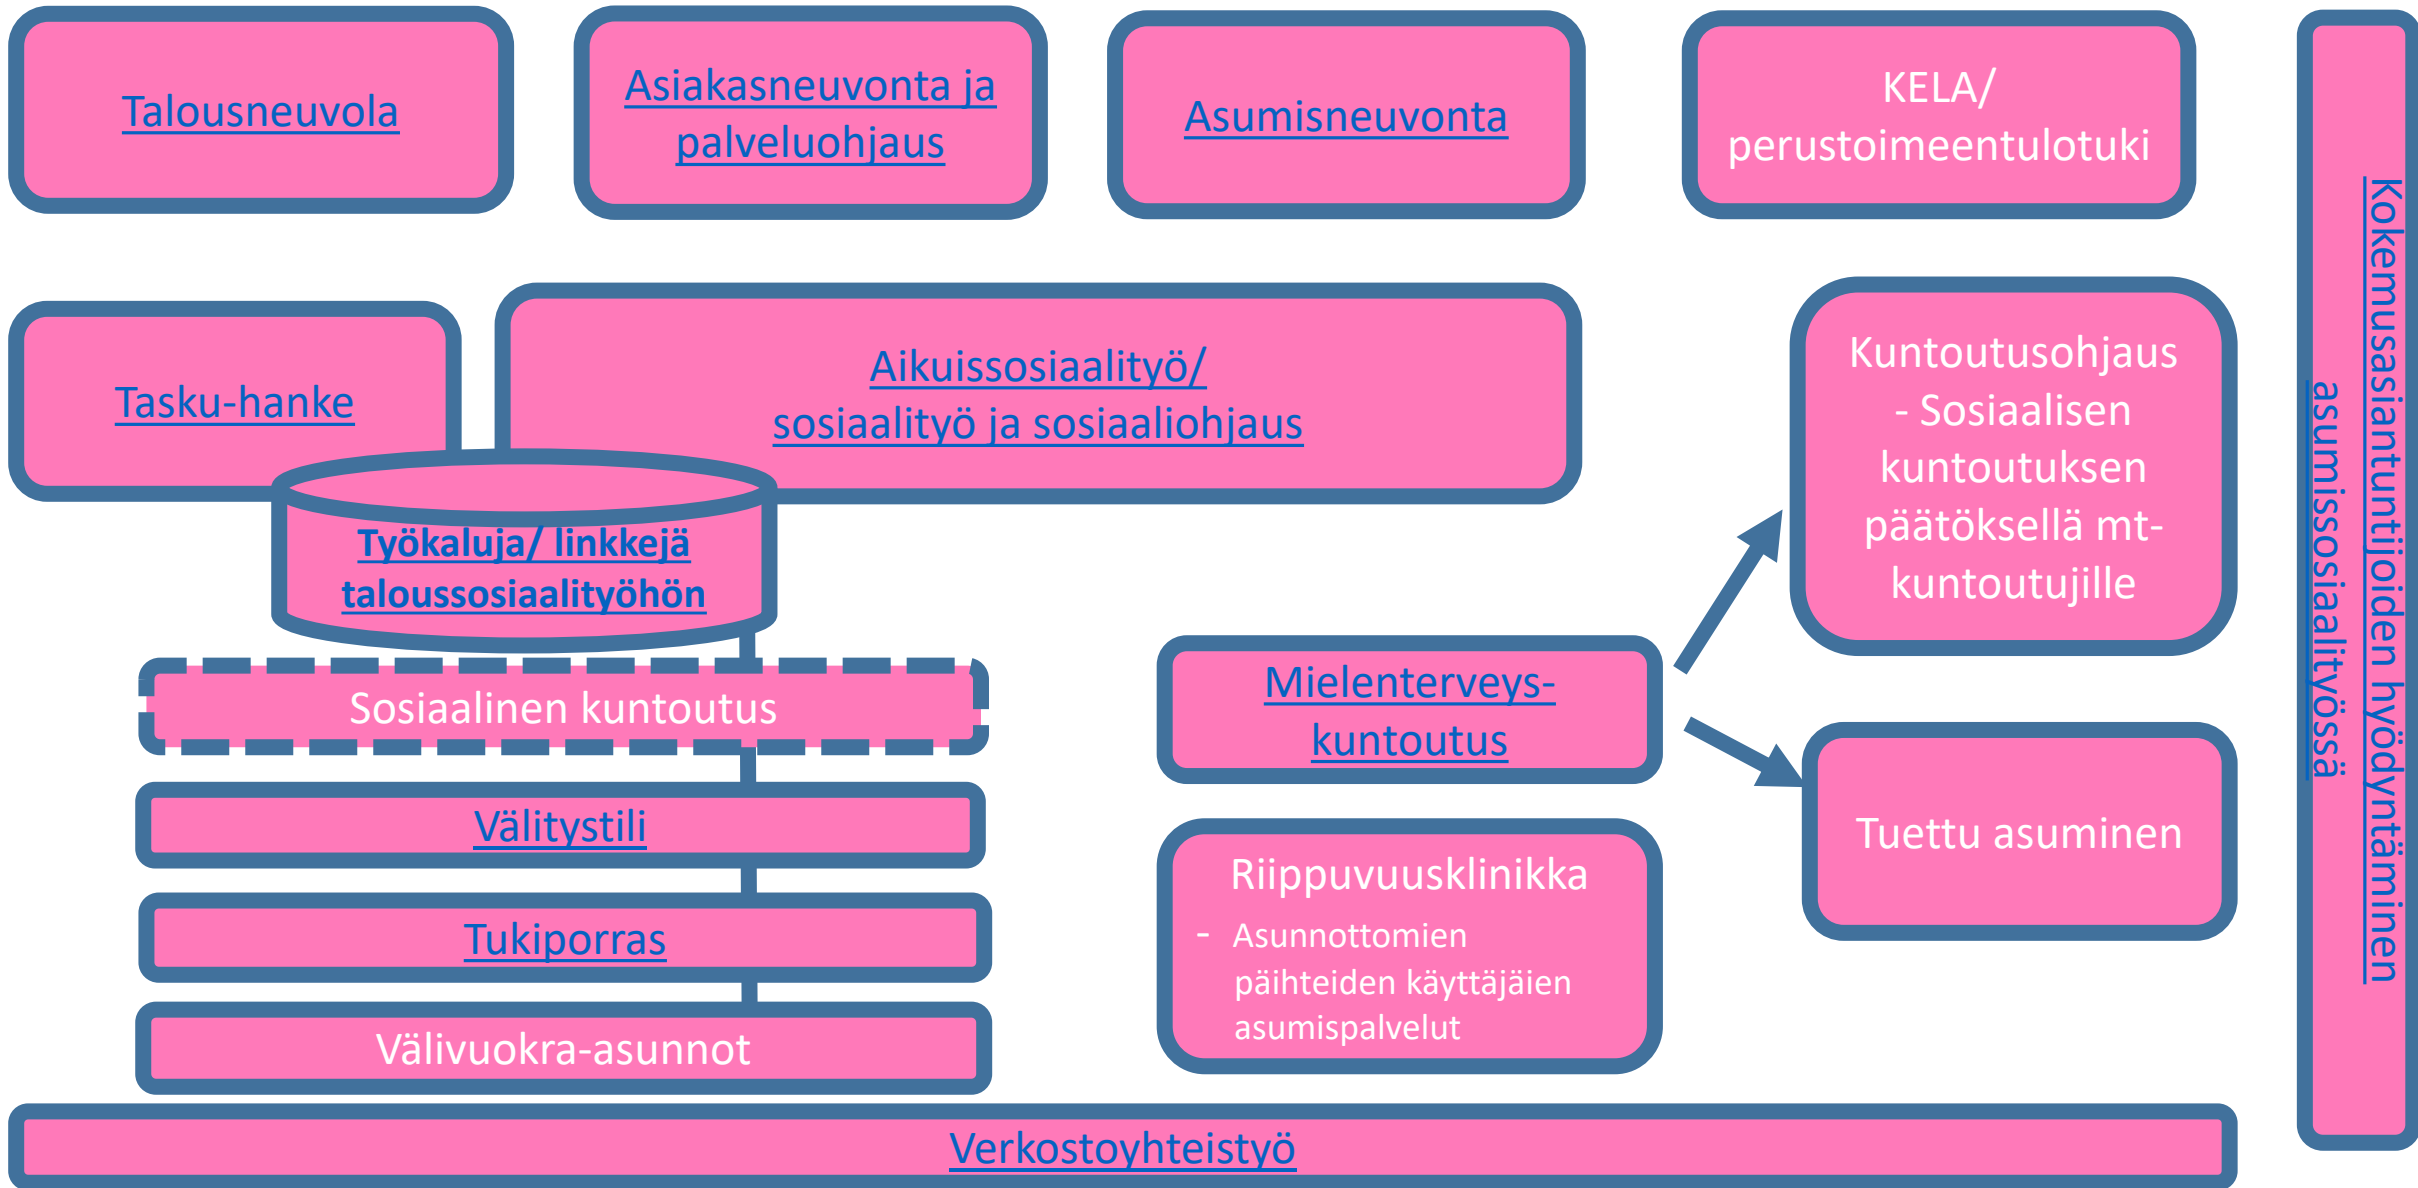 Talousneuvola
Asiakasneuvonta ja
palveluohjaus
Asumisneuvonta
KELA/
perustoimeentulotuki
Tasku-hanke
Aikuissosiaalityö/
sosiaalityö ja sosiaaliohjaus
Työkaluja/ linkkejä
taloussosiaalityöhön
Sosiaalinen kuntoutus
Välitystili
Tukiporras
Välivuokra-asunnot
Mielenterveys-
kuntoutus
Riippuvuusklinikka
- Asunnottomien
päihteiden käyttäjäien
asumispalvelut
Kuntoutusohjaus
- Sosiaalisen
kuntoutuksen
päätöksellä mt-
kuntoutujille
Tuettu asuminen
Verkostoyhteistyö
Kokemusasiantuntijoiden hyödyntäminen
asumissosiaalityössä